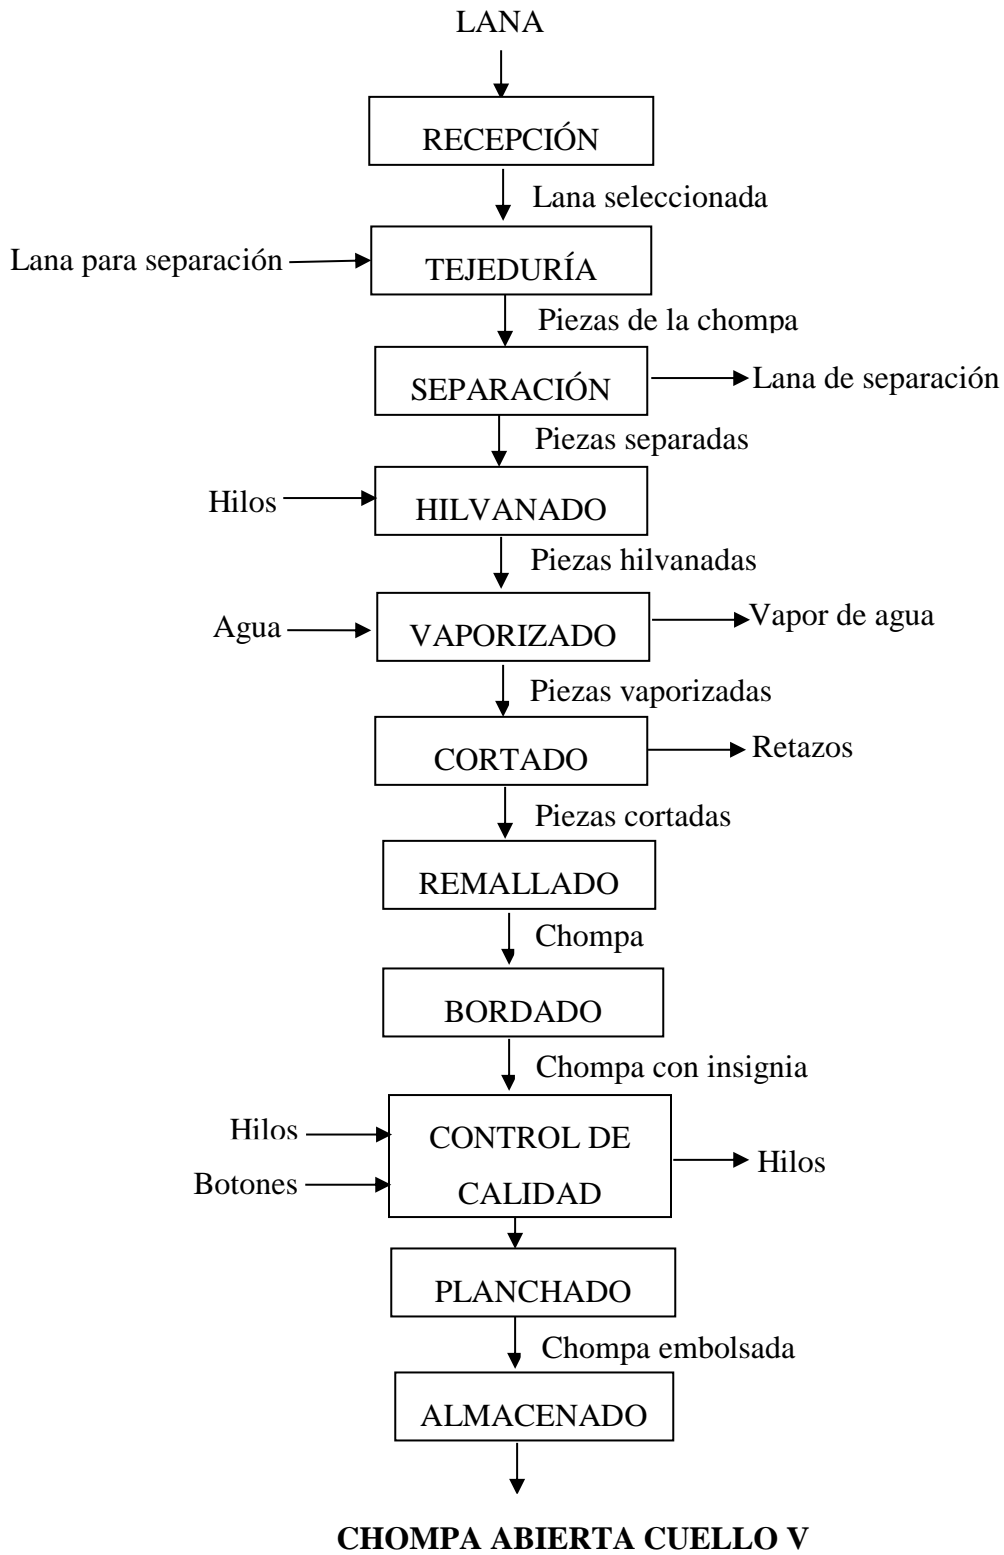 LANA
RECEPCIÓN
Lana seleccionada
Lana para separación
TEJEDURÍA
Piezas de la chompa
SEPARACIÓN
Lana de separación
Piezas separadas
Hilos
HILVANADO
Piezas hilvanadas
Agua
VAPORIZADO
Vapor de agua
Piezas vaporizadas
CORTADO
Retazos
Piezas cortadas
REMALLADO
Chompa
BORDADO
Chompa con insignia
Hilos
CONTROL DE
Hilos
Botones
CALIDAD
PLANCHADO
Chompa embolsada
ALMACENADO
CHOMPA ABIERTA CUELLO V